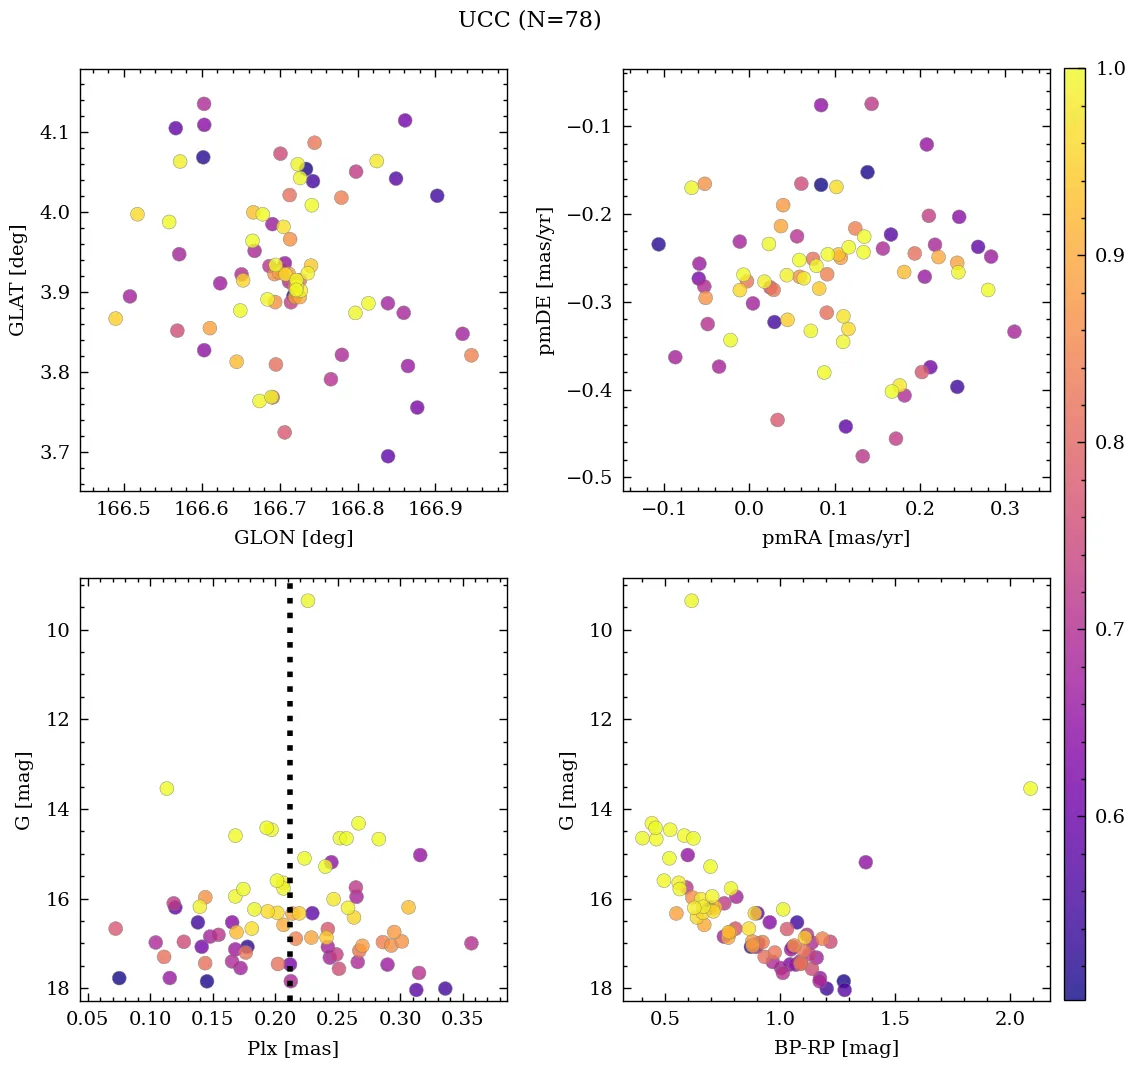 UCC (N=78)
4.1
4.0
3.9
3.8
3.7
GLAT [deg]
166.5 166.6 166.7 166.8 166.9
GLON [deg]
−0.1
−0.2
−0.3
−0.4
−0.5
pmDE [mas/yr]
−0.1 0.0 0.1 0.2 0.3
pmRA [mas/yr]
10
12
14
16
18
G [mag]
0.05 0.10 0.15 0.20 0.25 0.30 0.35
Plx [mas]
10
12
14
16
18
G [mag]
0.5 1.0 1.5 2.0
BP-RP [mag]
1.0
0.9
0.8
0.7
0.6